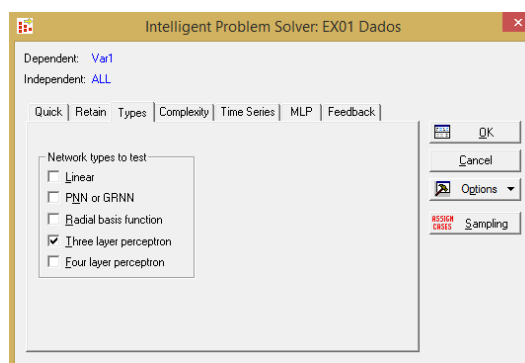 Intelligent Problem Solver: EX01 Dados
Dependent: Var1
Independent: ALL
Quick Retain Types Complexity Time Series MLP Feedback
Network types to test
Linear
PNN or GRNN
Radial basis function
Three layer perceptron
Four layer perceptron
OK
Cancel
Options
ASSIGN CASES Sampling